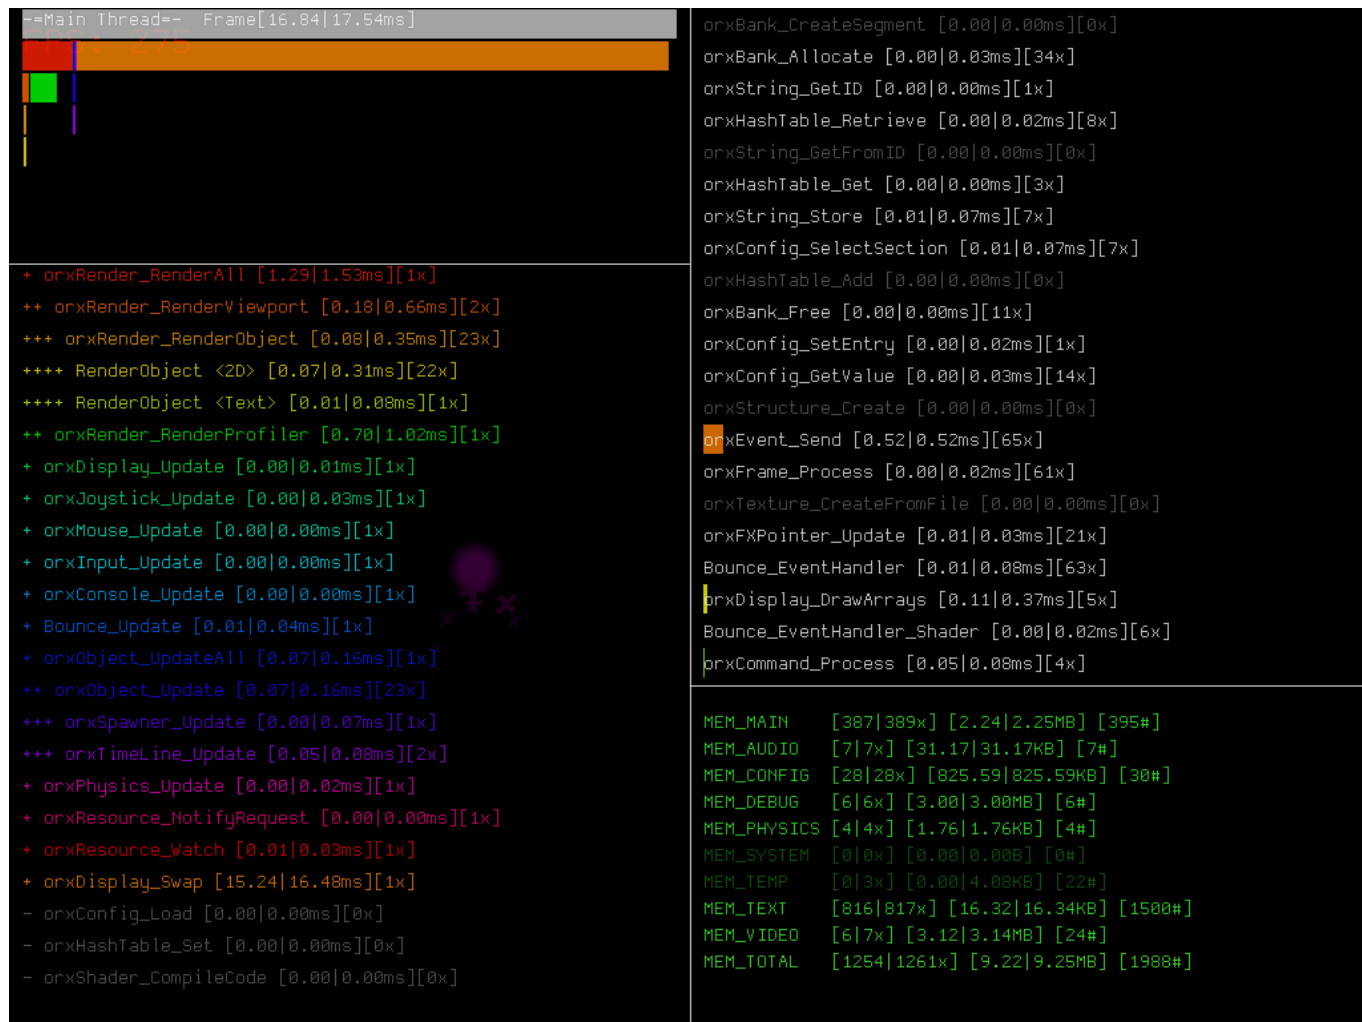 -=Main Thread=-  Frame[16.84|17.54ms]
FPS: 275
+ orxRender_RenderAll [1.29|1.53ms][1x]
++ orxRender_RenderViewport [0.18|0.66ms][2x]
+++ orxRender_RenderObject [0.08|0.35ms][23x]
++++ RenderObject <2D> [0.07|0.31ms][22x]
++++ RenderObject <Text> [0.01|0.08ms][1x]
++ orxRender_RenderProfiler [0.70|1.02ms][1x]
+ orxDisplay_Update [0.00|0.01ms][1x]
+ orxJoystick_Update [0.00|0.03ms][1x]
+ orxMouse_Update [0.00|0.00ms][1x]
+ orxInput_Update [0.00|0.00ms][1x]
+ orxConsole_Update [0.00|0.00ms][1x]
+ Bounce_Update [0.01|0.04ms][1x]
+ orxObject_UpdateAll [0.07|0.16ms][1x]
++ orxObject_Update [0.07|0.16ms][23x]
+++ orxSpawner_Update [0.00|0.07ms][1x]
+++ orxTimeLine_Update [0.05|0.08ms][2x]
+ orxPhysics_Update [0.00|0.02ms][1x]
+ orxResource_NotifyRequest [0.00|0.00ms][1x]
+ orxResource_Watch [0.01|0.03ms][1x]
+ orxDisplay_Swap [15.24|16.48ms][1x]
- orxConfig_Load [0.00|0.00ms][0x]
- orxHashTable_Set [0.00|0.00ms][0x]
- orxShader_CompileCode [0.00|0.00ms][0x]
orxBank_CreateSegment [0.00|0.00ms][0x]
orxBank_Allocate [0.00|0.03ms][34x]
orxString_GetID [0.00|0.00ms][1x]
orxHashTable_Retrieve [0.00|0.02ms][8x]
orxString_GetFromID [0.00|0.00ms][0x]
orxHashTable_Get [0.00|0.00ms][3x]
orxString_Store [0.01|0.07ms][7x]
orxConfig_SelectSection [0.01|0.07ms][7x]
orxHashTable_Add [0.00|0.00ms][0x]
orxBank_Free [0.00|0.00ms][11x]
orxConfig_SetEntry [0.00|0.02ms][1x]
orxConfig_GetValue [0.00|0.03ms][14x]
orxStructure_Create [0.00|0.00ms][0x]
orxEvent_Send [0.52|0.52ms][65x]
orxFrame_Process [0.00|0.02ms][61x]
orxTexture_CreateFromFile [0.00|0.00ms][0x]
orxFXPointer_Update [0.01|0.03ms][21x]
Bounce_EventHandler [0.01|0.08ms][63x]
orxDisplay_DrawArrays [0.11|0.37ms][5x]
Bounce_EventHandler_Shader [0.00|0.02ms][6x]
orxCommand_Process [0.05|0.08ms][4x]
MEM_MAIN    [387|389x] [2.24|2.25MB] [395#]
MEM_AUDIO   [7|7x] [31.17|31.17KB] [7#]
MEM_CONFIG  [28|28x] [825.59|825.59KB] [30#]
MEM_DEBUG   [6|6x] [3.00|3.00MB] [6#]
MEM_PHYSICS [4|4x] [1.76|1.76KB] [4#]
MEM_SYSTEM  [0|0x] [0.00|0.00B] [0#]
MEM_TEMP    [0|3x] [0.00|4.08KB] [22#]
MEM_TEXT    [816|817x] [16.32|16.34KB] [1500#]
MEM_VIDEO   [6|7x] [3.12|3.14MB] [24#]
MEM_TOTAL   [1254|1261x] [9.22|9.25MB] [1988#]